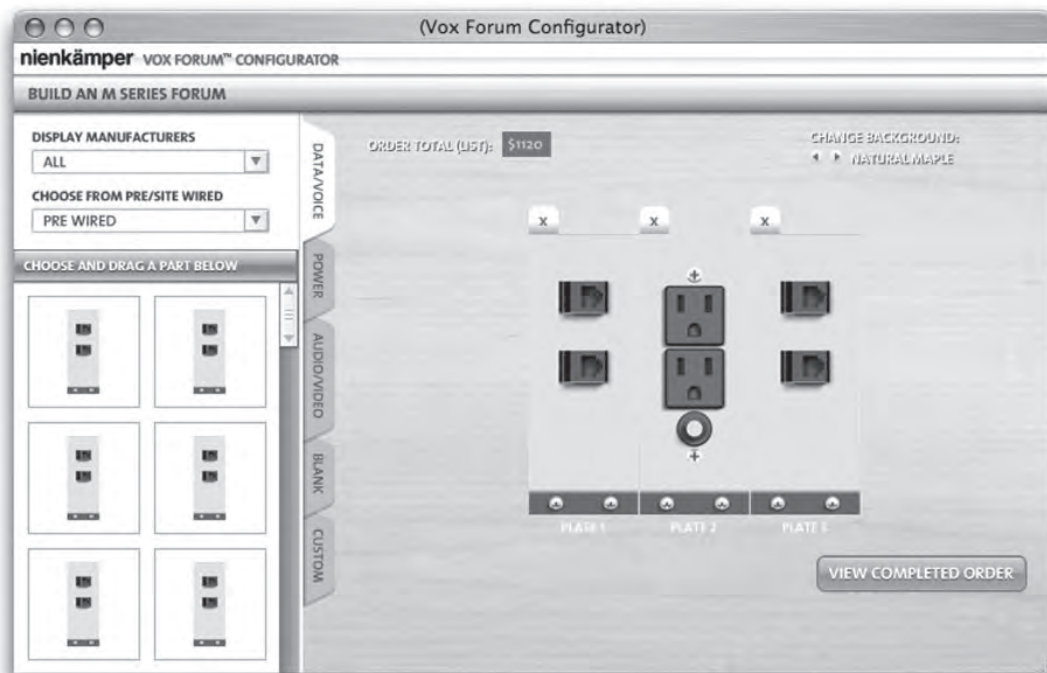 (Vox Forum Configurator)
nienkämper VOX FORUM™ CONFIGURATOR
BUILD AN M SERIES FORUM
DISPLAY MANUFACTURERS
ALL
CHOOSE FROM PRE/SITE WIRED
PRE WIRED
CHOOSE AND DRAG A PART BELOW
DATA/VOICE
POWER
AUDIO/VIDEO
BLANK
CUSTOM
ORDER TOTAL (LIST): $1120
CHANGE BACKGROUND:
NATURAL MAPLE
X X X
PLATE 1 PLATE 2 PLATE 3
VIEW COMPLETED ORDER